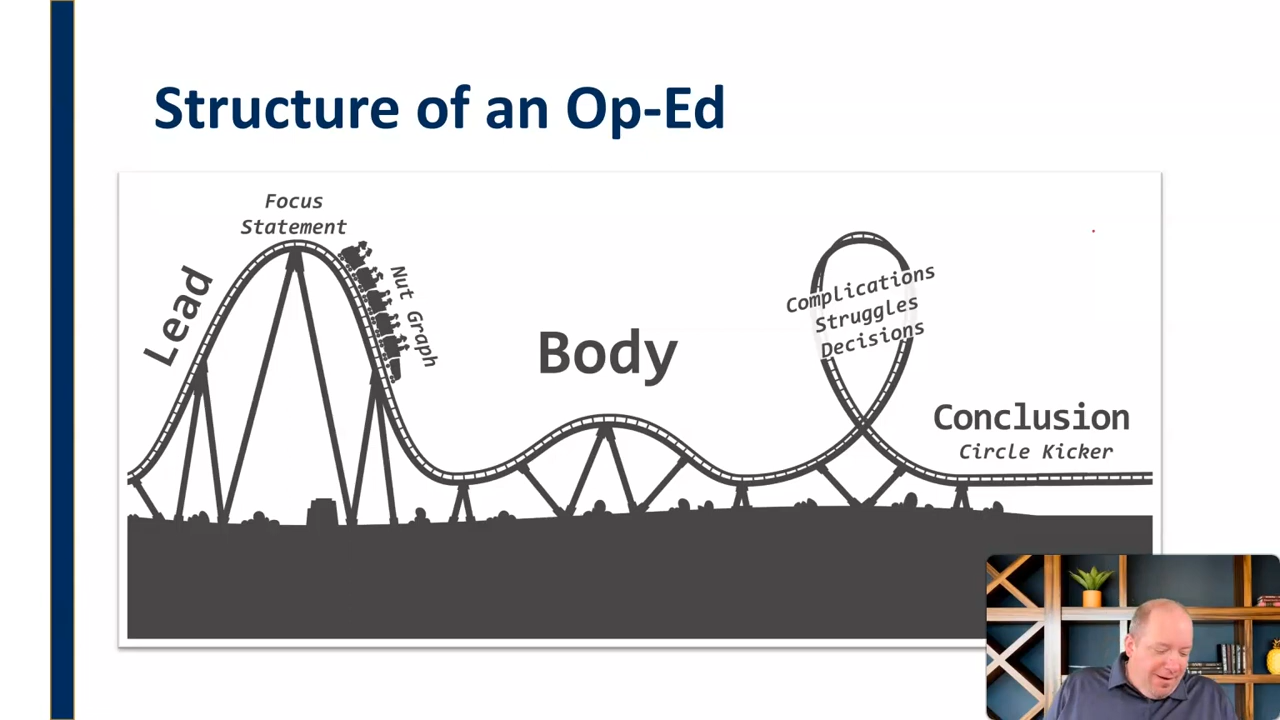 Structure of an Op-Ed
Focus
Statement
Lead
Nut Graph
Body
Complications
Struggles
Decisions
Conclusion
Circle Kicker